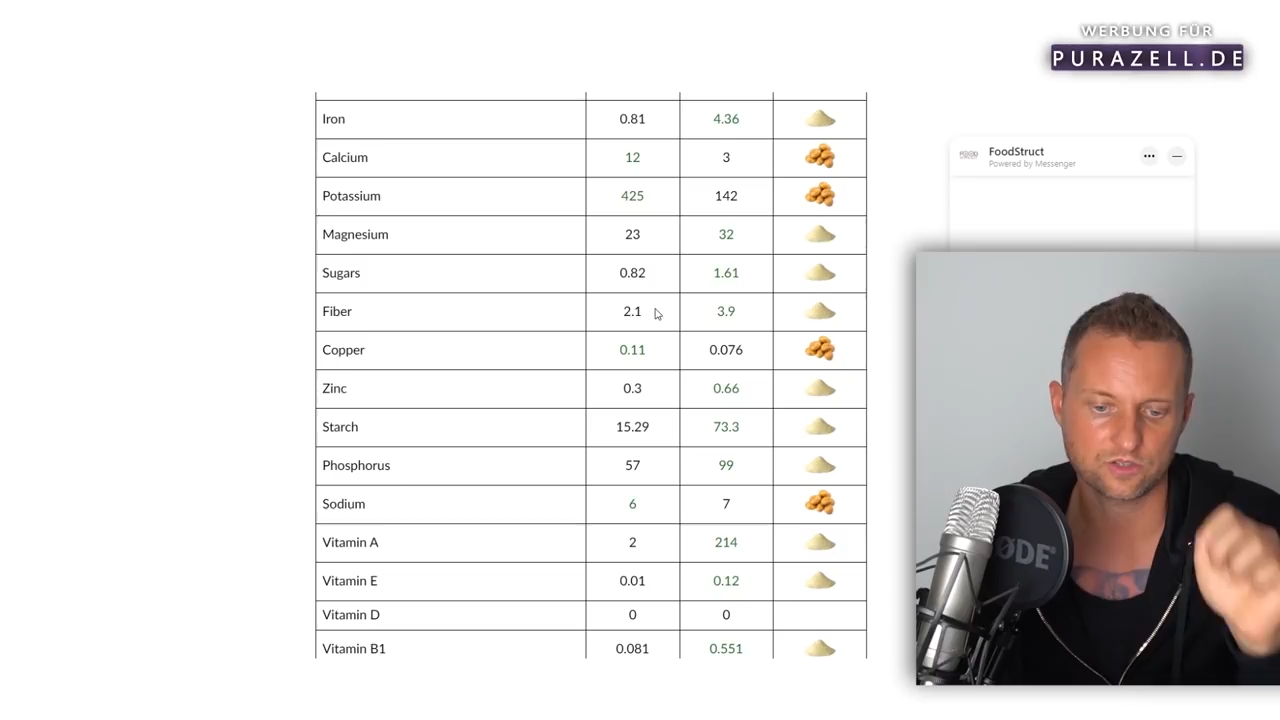 WERBUNG FÜR
PURAZELL.DE
Iron 0.81 4.36
Calcium 12 3
Potassium 425 142
Magnesium 23 32
Sugars 0.82 1.61
Fiber 2.1 3.9
Copper 0.11 0.076
Zinc 0.3 0.66
Starch 15.29 73.3
Phosphorus 57 99
Sodium 6 7
Vitamin A 2 214
Vitamin E 0.01 0.12
Vitamin D 0 0
Vitamin B1 0.081 0.551
FoodStruct
Powered by Messenger
RØDE